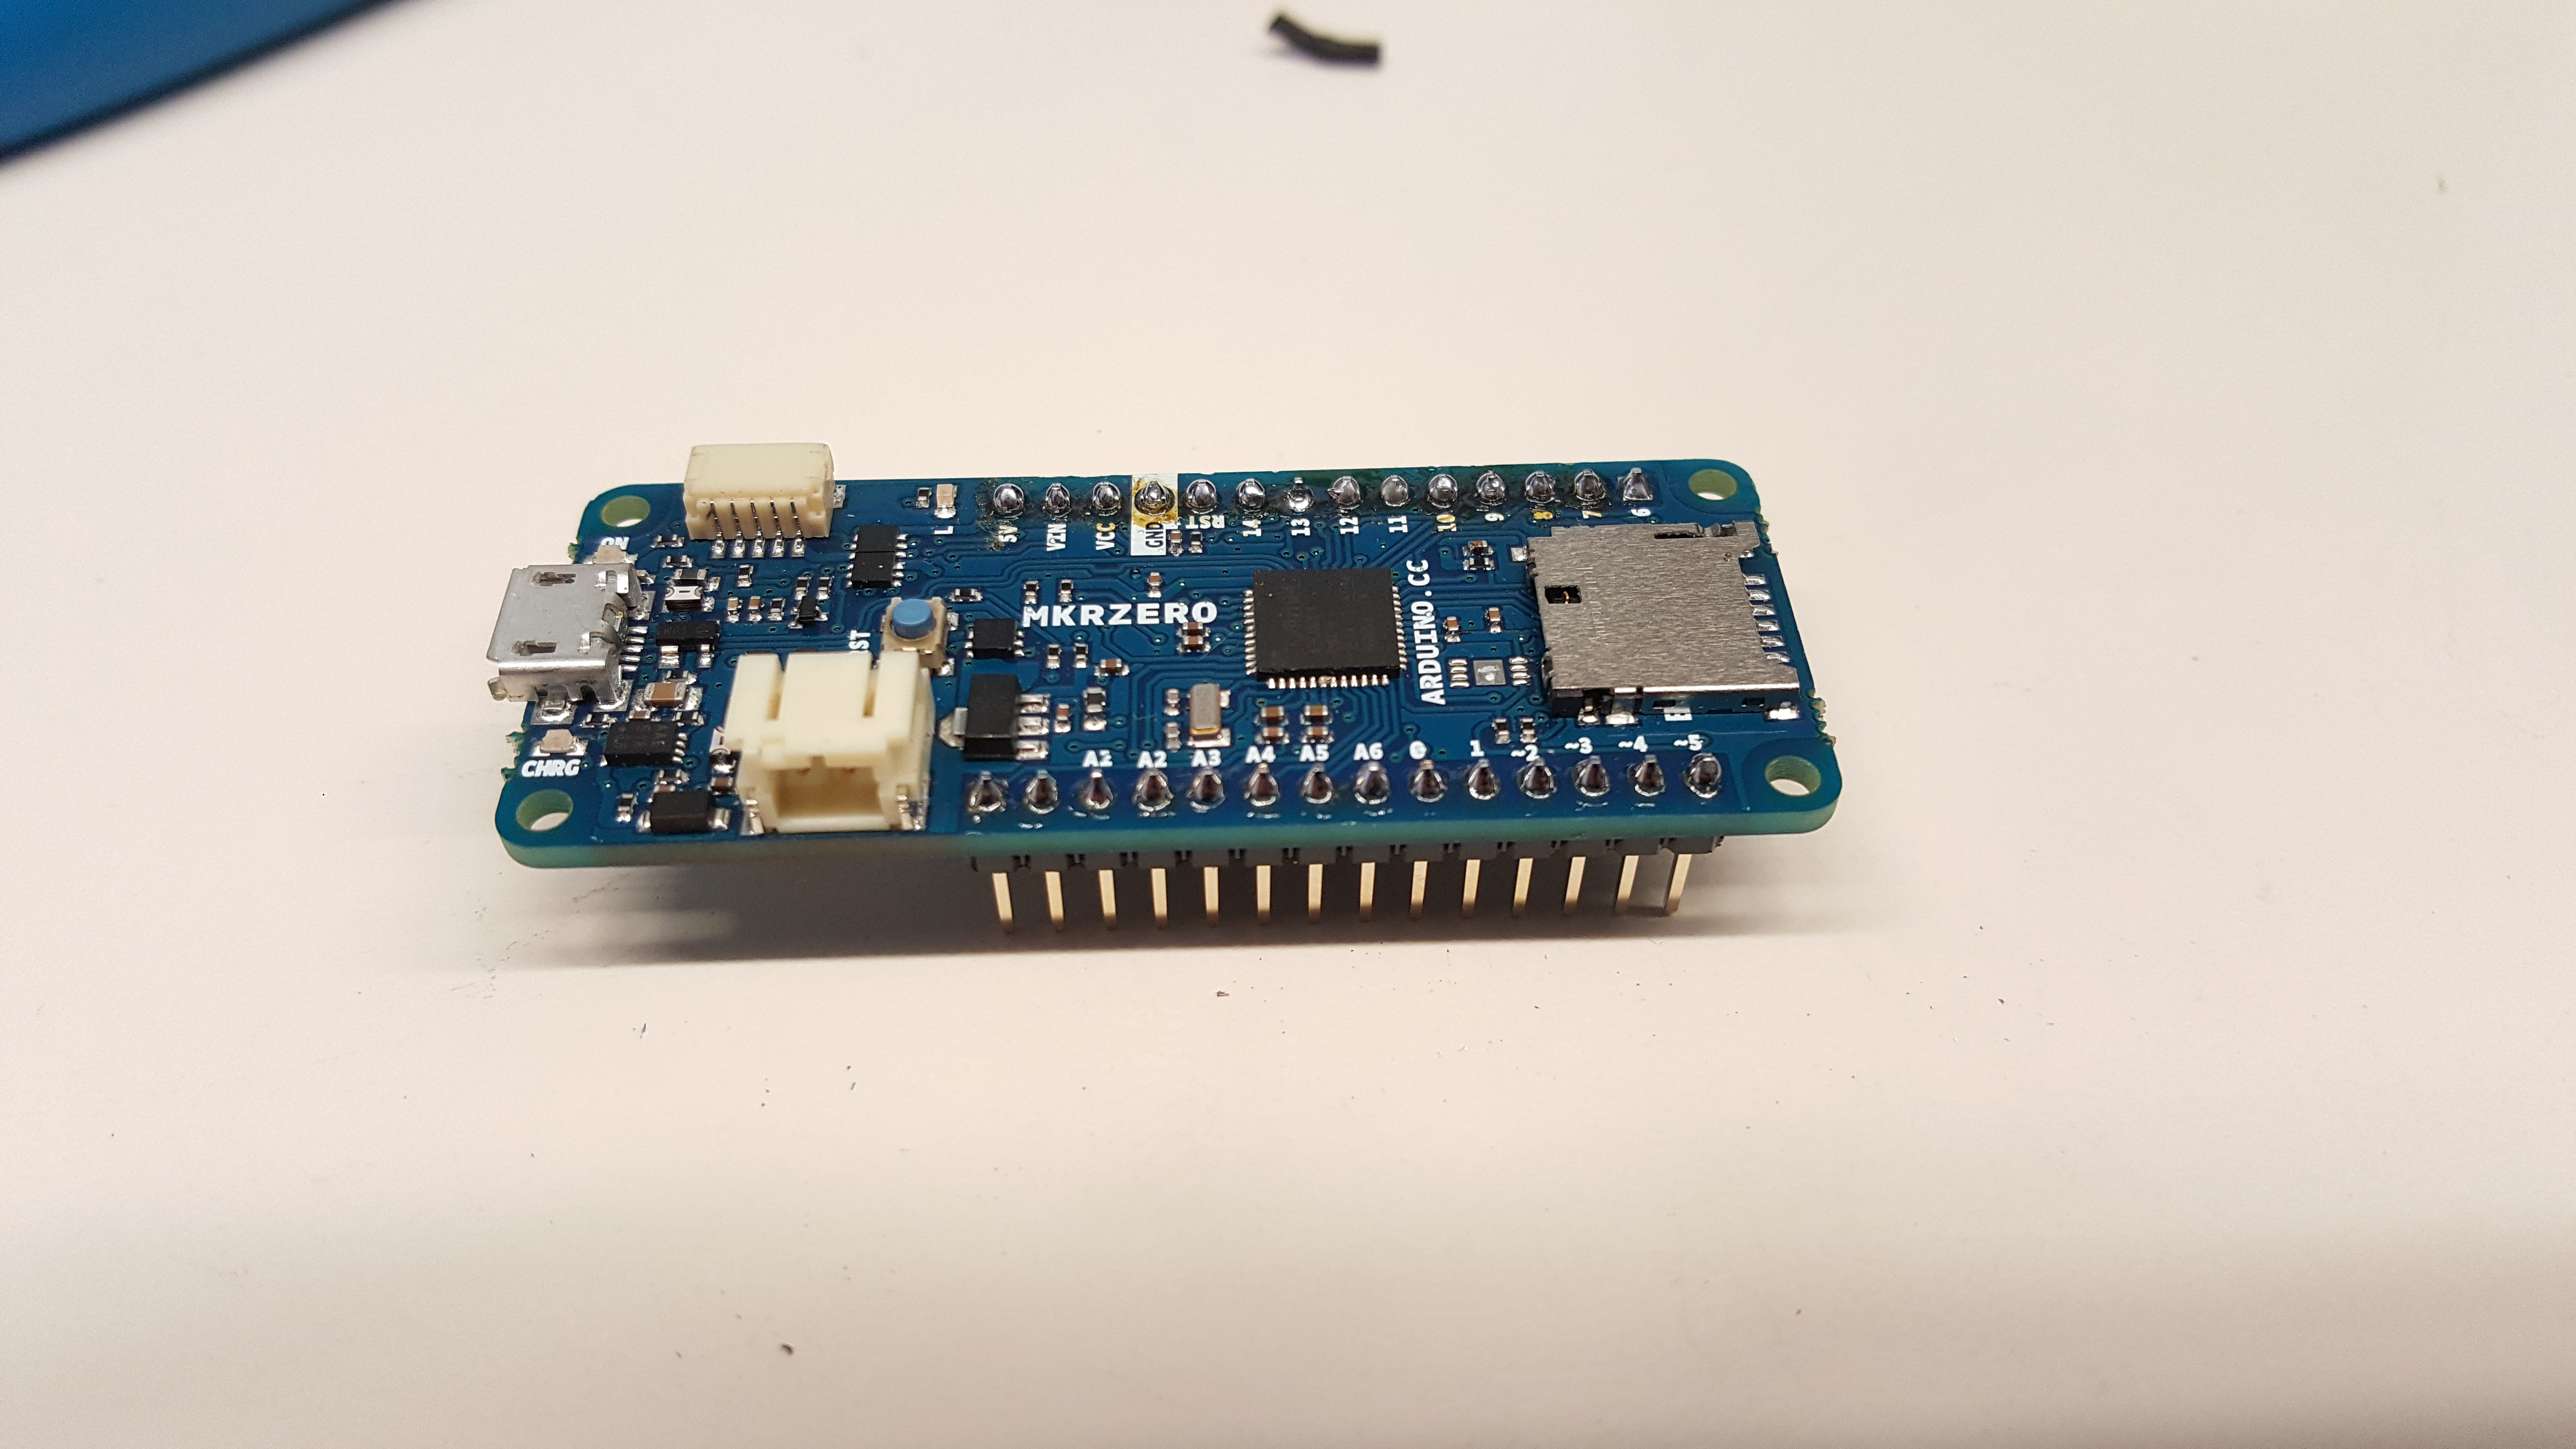 CHRG
ON
RST
L
5V
VIN
VCC
GND
RST
14
13
12
11
10
9
8
7
6
MKRZERO
A1
A2
A3
A4
A5
A6
0
1
~2
~3
~4
~5
ARDUINO.CC